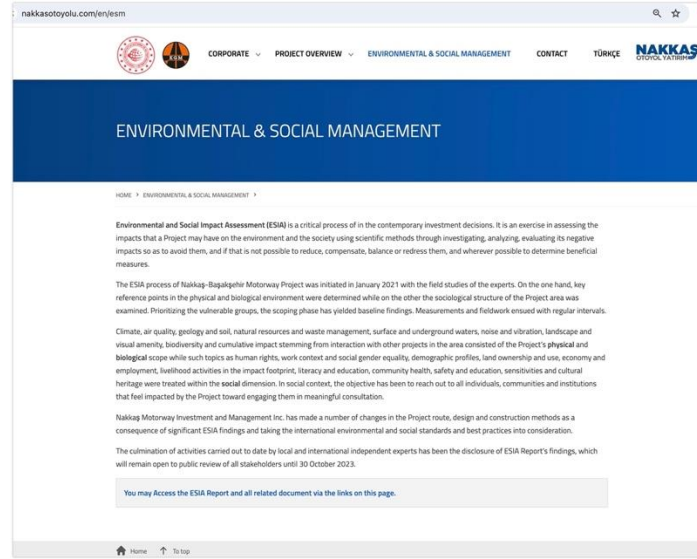 nakkasotoyolu.com/en/esm
CORPORATE
PROJECT OVERVIEW
ENVIRONMENTAL & SOCIAL MANAGEMENT
CONTACT
TÜRKÇE
NAKKAŞ
OTOYOL YATIRIM
ENVIRONMENTAL & SOCIAL MANAGEMENT
HOME > ENVIRONMENTAL & SOCIAL MANAGEMENT >
Environmental and Social Impact Assessment (ESIA) is a critical process of in the contemporary investment decisions. It is an exercise in assessing the
impacts that a Project may have on the environment and the society using scientific methods through investigating, analyzing, evaluating its negative
impacts so as to avoid them, and if that is not possible to reduce, compensate, balance or redress them, and wherever possible to determine beneficial
measures.
The ESIA process of Nakkaş-Başakşehir Motorway Project was initiated in January 2021 with the field studies of the experts. On the one hand, key
reference points in the physical and biological environment were determined while on the other the sociological structure of the Project area was
examined. Prioritizing the vulnerable groups, the scoping phase has yielded baseline findings. Measurements and fieldwork ensued with regular intervals.
Climate, air quality, geology and soil, natural resources and waste management, surface and underground waters, noise and vibration, landscape and
visual amenity, biodiversity and cumulative impact stemming from interaction with other projects in the area consisted of the Project's physical and
biological scope while such topics as human rights, work context and social gender equality, demographic profiles, land ownership and use, economy and
employment, livelihood activities in the impact footprint, literacy and education, community health, safety and education, sensitivities and cultural
heritage were treated within the social dimension. In social context, the objective has been to reach out to all individuals, communities and institutions
that feel impacted by the Project toward engaging them in meaningful consultation.
Nakkaş Motorway Investment and Management Inc. has made a number of changes in the Project route, design and construction methods as a
consequence of significant ESIA findings and taking the international environmental and social standards and best practices into consideration.
The culmination of activities carried out to date by local and international independent experts has been the disclosure of ESIA Report's findings, which
will remain open to public review of all stakeholders until 30 October 2023.
You may Access the ESIA Report and all related document via the links on this page.
Home
To top